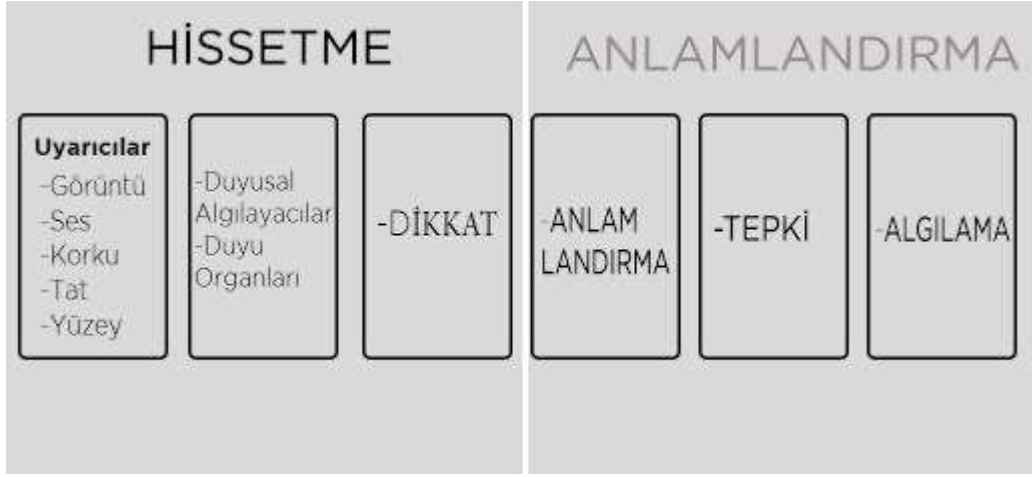 HİSSETME
Uyarıcılar
-Görüntü
-Ses
-Korku
-Tat
-Yüzey
-Duyusal
Algılayacılar
-Duyu
Organları
-DİKKAT
ANLAMLANDIRMA
-ANLAM
LANDIRMA
-TEPKİ
-ALGILAMA